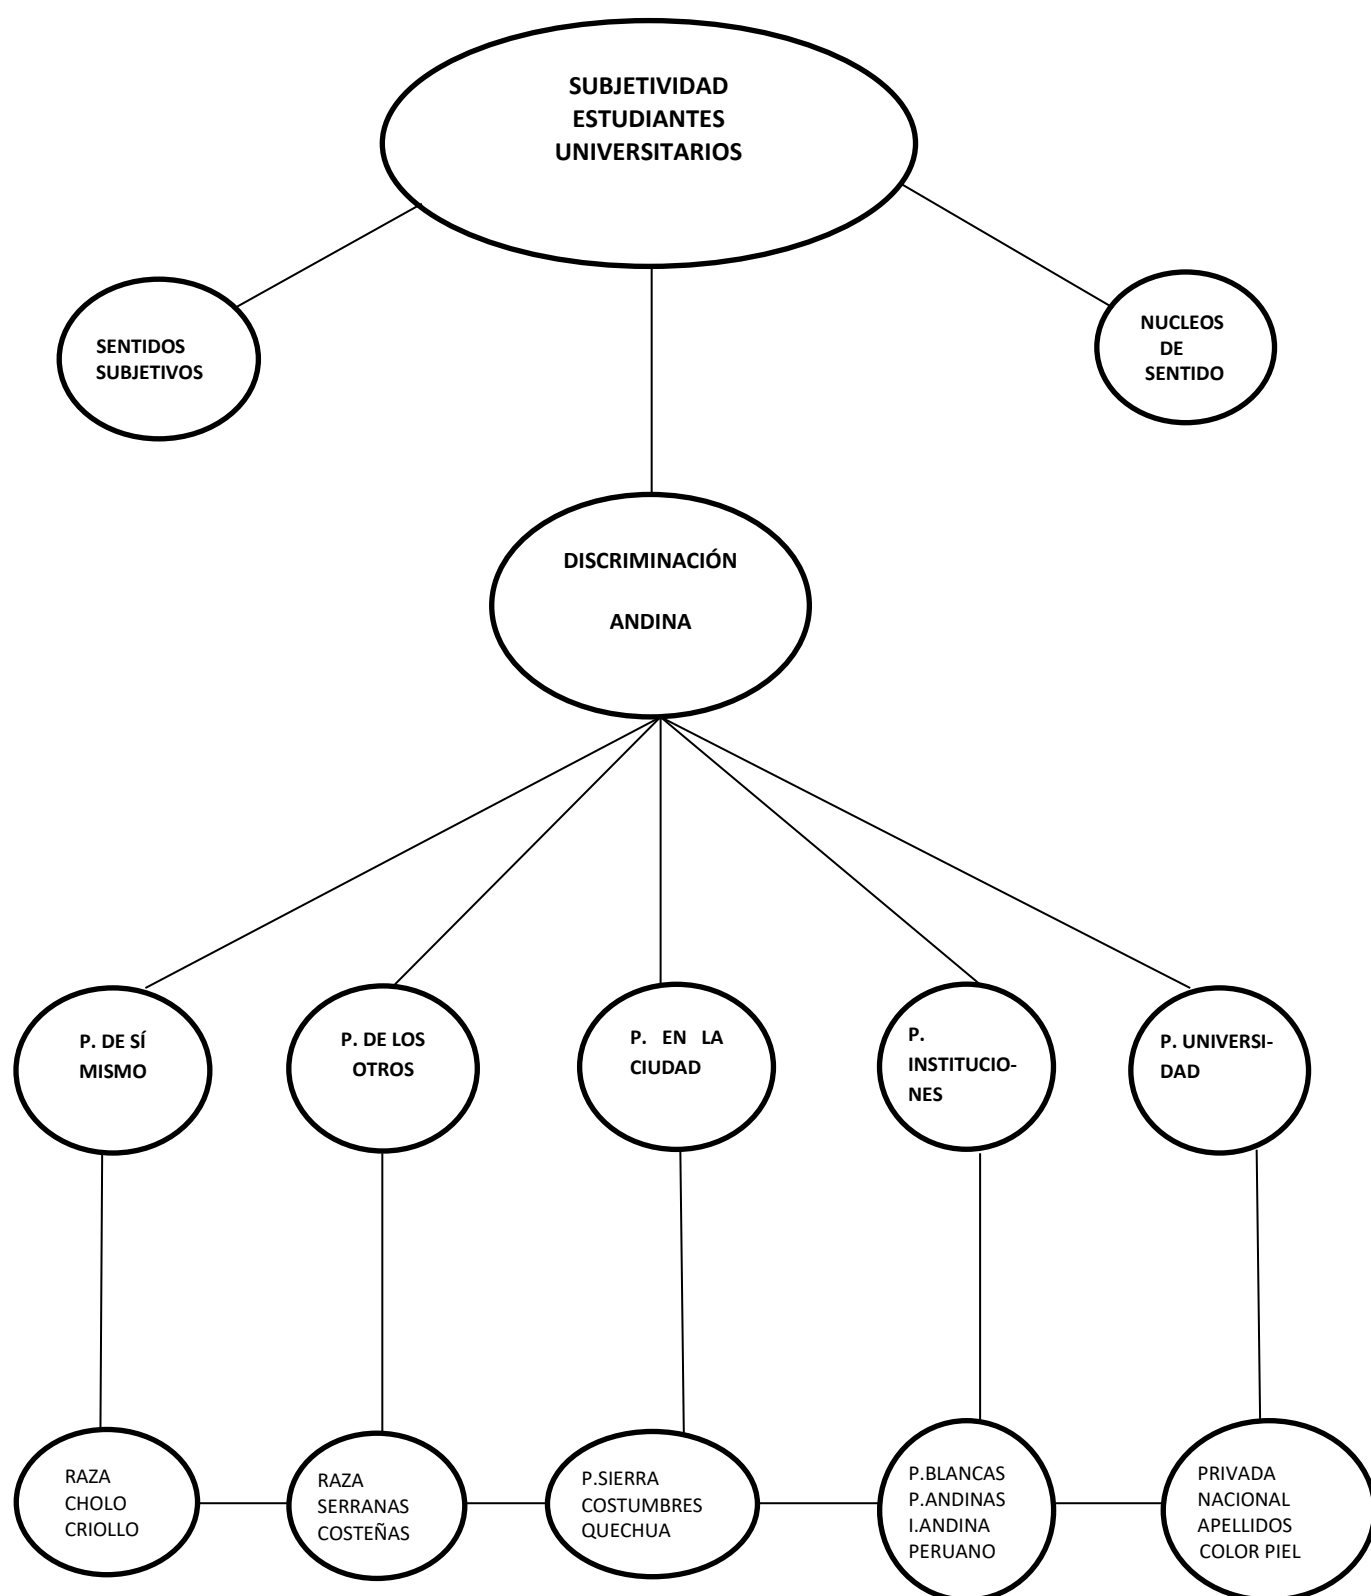 SUBJETIVIDAD
ESTUDIANTES
UNIVERSITARIOS
SENTIDOS
SUBJETIVOS
NUCLEOS
DE
SENTIDO
DISCRIMINACIÓN
ANDINA
P. DE SÍ
MISMO
P. DE LOS
OTROS
P. EN LA
CIUDAD
P.
INSTITUCIO-
NES
P. UNIVERSI-
DAD
RAZA
CHOLO
CRIOLLO
RAZA
SERRANAS
COSTEÑAS
P.SIERRA
COSTUMBRES
QUECHUA
P.BLANCAS
P.ANDINAS
I.ANDINA
PERUANO
PRIVADA
NACIONAL
APELLIDOS
COLOR PIEL